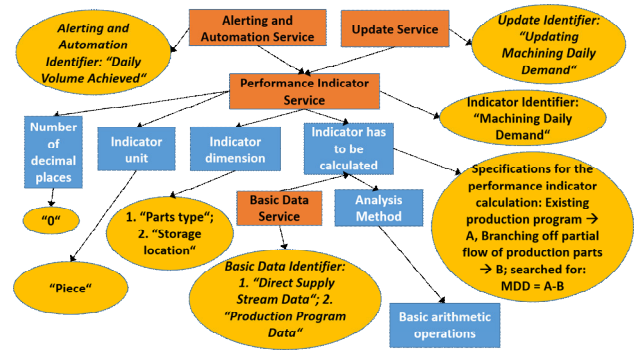 Alerting and
Automation
Identifier: “Daily
Volume Achieved“
Alerting and
Automation Service
Update Service
Update Identifier:
“Updating
Machining Daily
Demand“
Performance Indicator
Service
Indicator Identifier:
“Machining Daily
Demand“
Number
of
decimal
places
Indicator
unit
Indicator
dimension
Indicator has
to be
calculated
“0“
“Piece“
1. “Parts type“;
2. “Storage
location“
Basic Data
Service
Analysis
Method
Specifications for the
performance indicator
calculation: Existing
production program →
A, Branching off partial
flow of production parts
→ B; searched for:
MDD = A-B
Basic Data Identifier:
1. “Direct Supply
Stream Data“; 2.
“Production Program
Data“
Basic arithmetic
operations